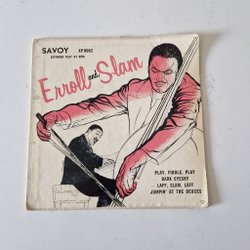 SAVOY XP 8062
EXTENDED PLAY 45 RPM
Erroll and Slam
PLAY, FIDDLE, PLAY
DARK EYESKY
LAFF, SLAM, LAFF
JUMPIN' AT THE DEUCES